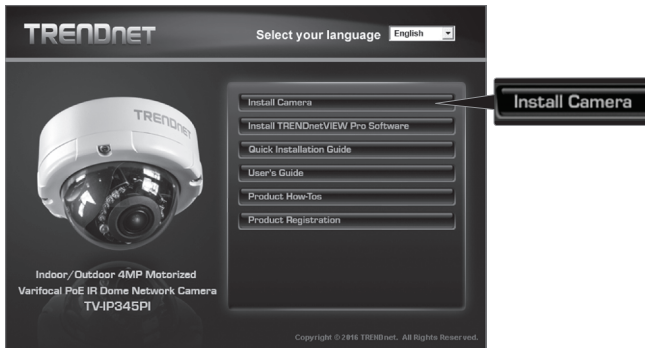 TRENDnet
Select your language English
Install Camera
Install Camera
Install TRENDnetVIEW Pro Software
Quick Installation Guide
User's Guide
Product How-Tos
Product Registration
TRENDnet
Indoor/Outdoor 4MP Motorized
Varifocal PoE IR Dome Network Camera
TV-IP345PI
Copyright © 2016 TRENDnet. All Rights Reserved.